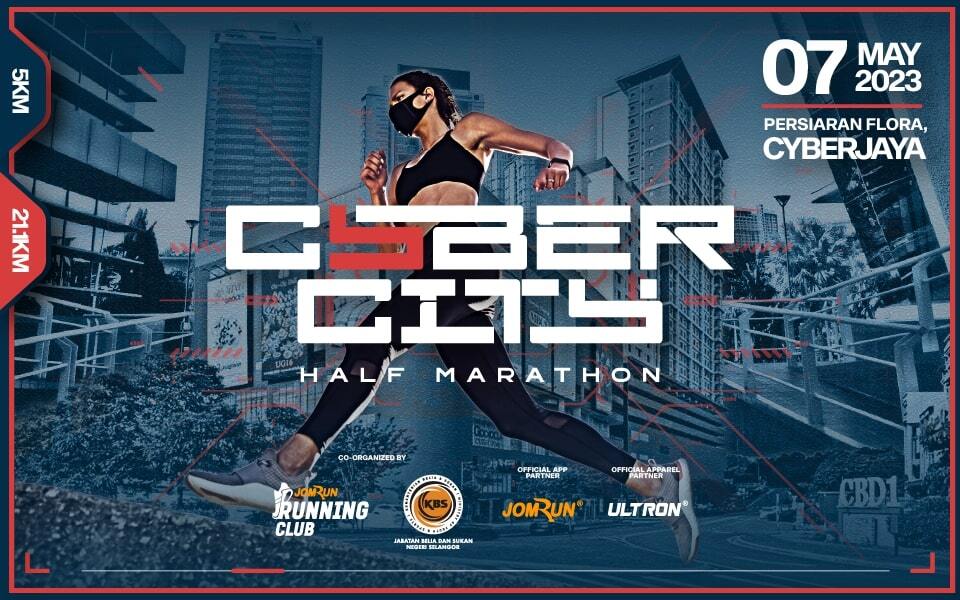 5KM
21.1KM
07 MAY
2023
PERSIARAN FLORA,
CYBERJAYA
CYBER
CITY
HALF MARATHON
CO-ORGANIZED BY
JOMRUN
RUNNING
CLUB
KBS
JABATAN BELIA DAN SUKAN
NEGERI SELANGOR
OFFICIAL APP
PARTNER
JOMRUN®
OFFICIAL APPAREL
PARTNER
ULTRON®
CBD1